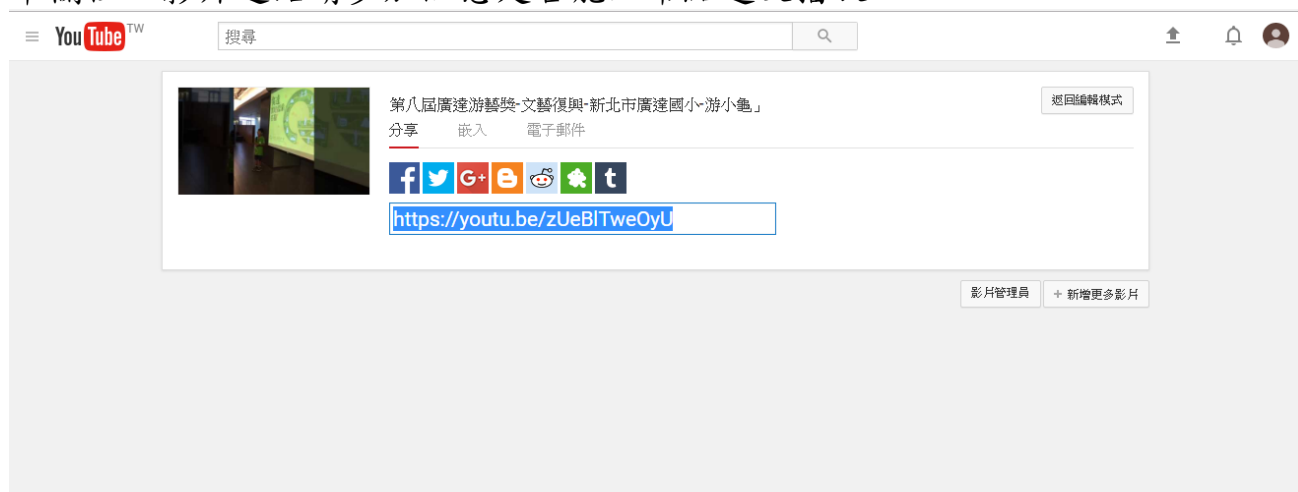 YouTube TW
搜尋
第八屆廣達游藝獎-文藝復興-新北市廣達國小-游小龜」
返回編輯模式
分享 嵌入 電子郵件
f G+ B t
https://youtu.be/zUeBlTweOyU
影片管理員 + 新增更多影片